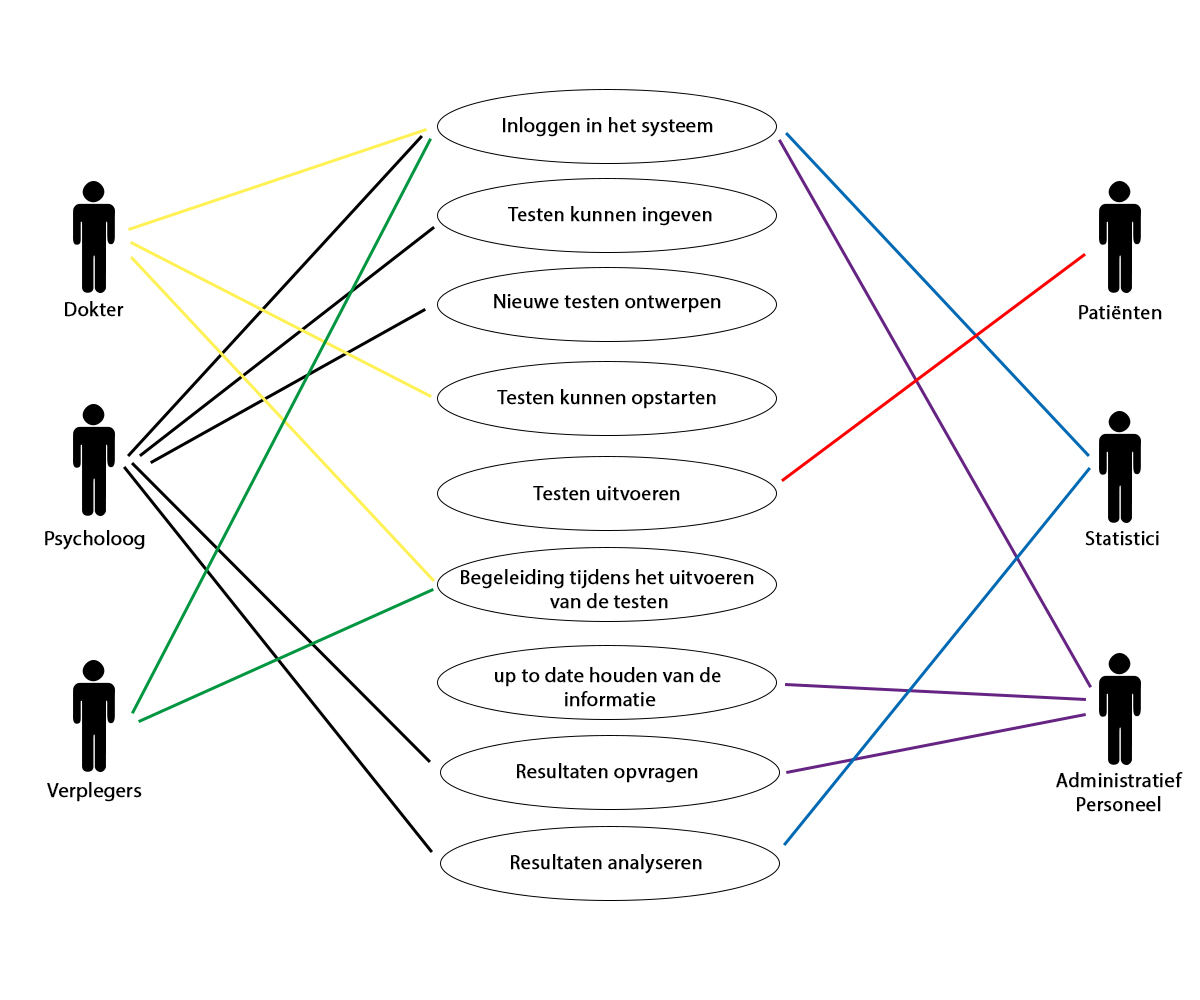 Inloggen in het systeem
Testen kunnen ingeven
Nieuwe testen ontwerpen
Testen kunnen opstarten
Testen uitvoeren
Begeleiding tijdens het uitvoeren
van de testen
up to date houden van de
informatie
Resultaten opvragen
Resultaten analyseren
Dokter
Psycholoog
Verplegers
Patiënten
Statistici
Administratief
Personeel